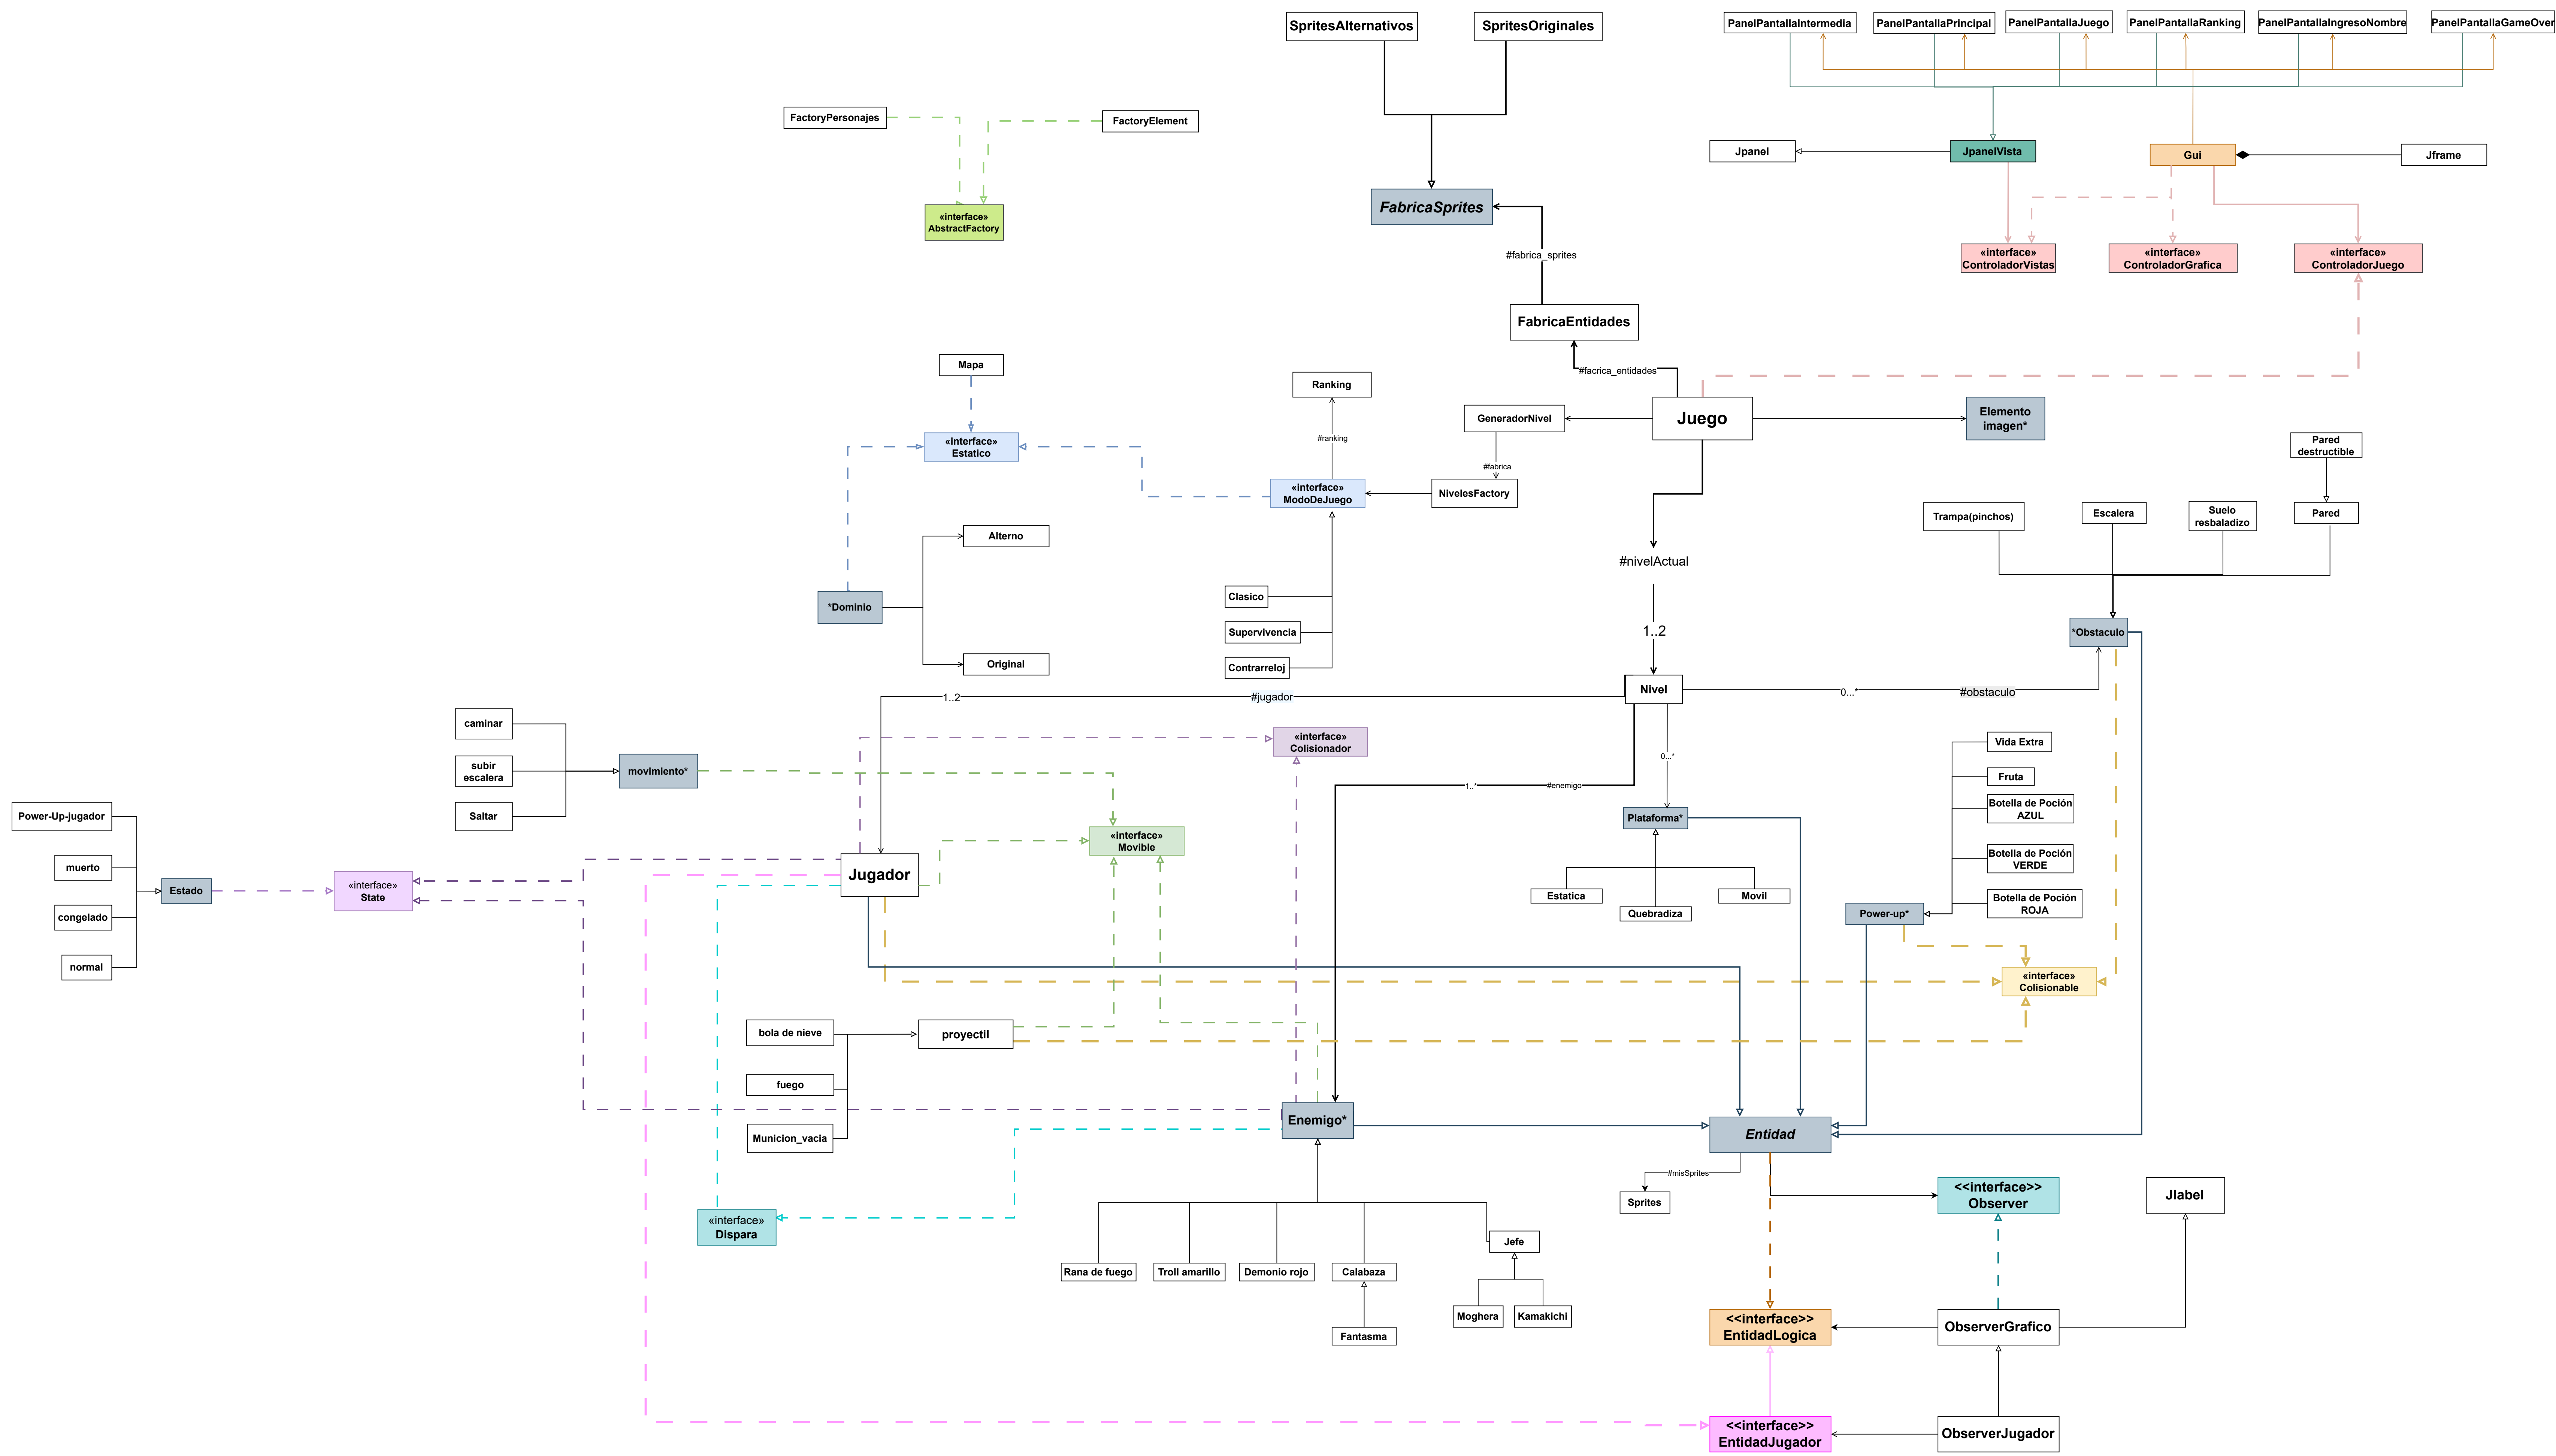 SpritesAlternativos
SpritesOriginales
PanelPantallaIntermedia
PanelPantallaPrincipal
PanelPantallaJuego
PanelPantallaRanking
PanelPantallaIngresoNombre
PanelPantallaGameOver
FactoryPersonajes
FactoryElement
Jpanel
JpanelVista
Gui
Jframe
FabricaSprites
«interface»
AbstractFactory
#fabrica_sprites
«interface»
ControladorVistas
«interface»
ControladorGrafica
«interface»
ControladorJuego
FabricaEntidades
Mapa
#facrica_entidades
Ranking
GeneradorNivel
Juego
Elemento
imagen*
«interface»
Estatico
#ranking
#fabrica
Pared
destructible
«interface»
ModoDeJuego
NivelesFactory
Trampa(pinchos)
Escalera
Suelo
resbaladizo
Pared
Alterno
#nivelActual
*Dominio
Clasico
Supervivencia
1..2
*Obstaculo
Original
Contrarreloj
Nivel
1..2
#jugador
0...*
#obstaculo
caminar
«interface»
Colisionador
Vida Extra
subir
escalera
movimiento*
0...*
Fruta
1..*
#enemigo
Power-Up-jugador
Saltar
Plataforma*
Botella de Poción
AZUL
«interface»
Movible
muerto
Jugador
Botella de Poción
VERDE
Estado
«interface»
State
Estatica
Quebradiza
Movil
Botella de Poción
ROJA
congelado
Power-up*
normal
«interface»
Colisionable
bola de nieve
proyectil
fuego
Enemigo*
Municion_vacia
Entidad
#misSprites
Sprites
<<interface>>
Observer
Jlabel
«interface»
Dispara
Jefe
Rana de fuego
Troll amarillo
Demonio rojo
Calabaza
Moghera
Kamakichi
Fantasma
<<interface>>
EntidadLogica
ObserverGrafico
<<interface>>
EntidadJugador
ObserverJugador